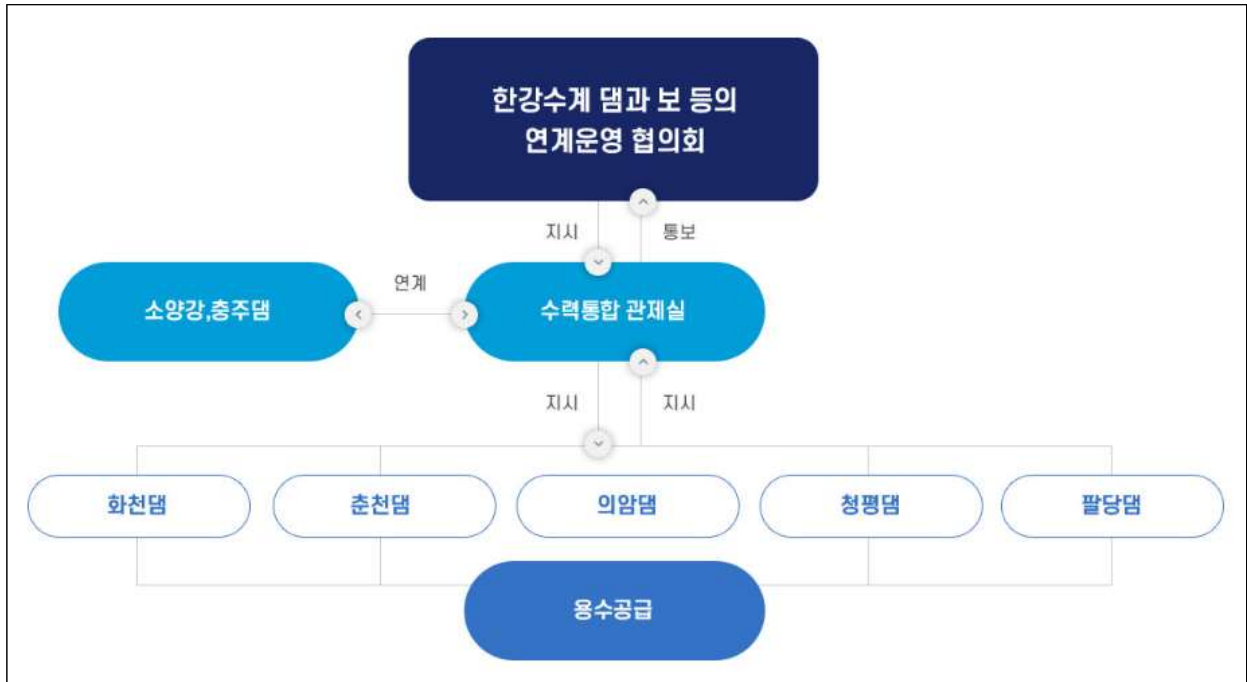 한강수계 댐과 보 등의
연계운영 협의회
지시
통보
소양강,충주댐
연계
수력통합 관제실
지시
지시
화천댐
춘천댐
의암댐
청평댐
팔당댐
용수공급